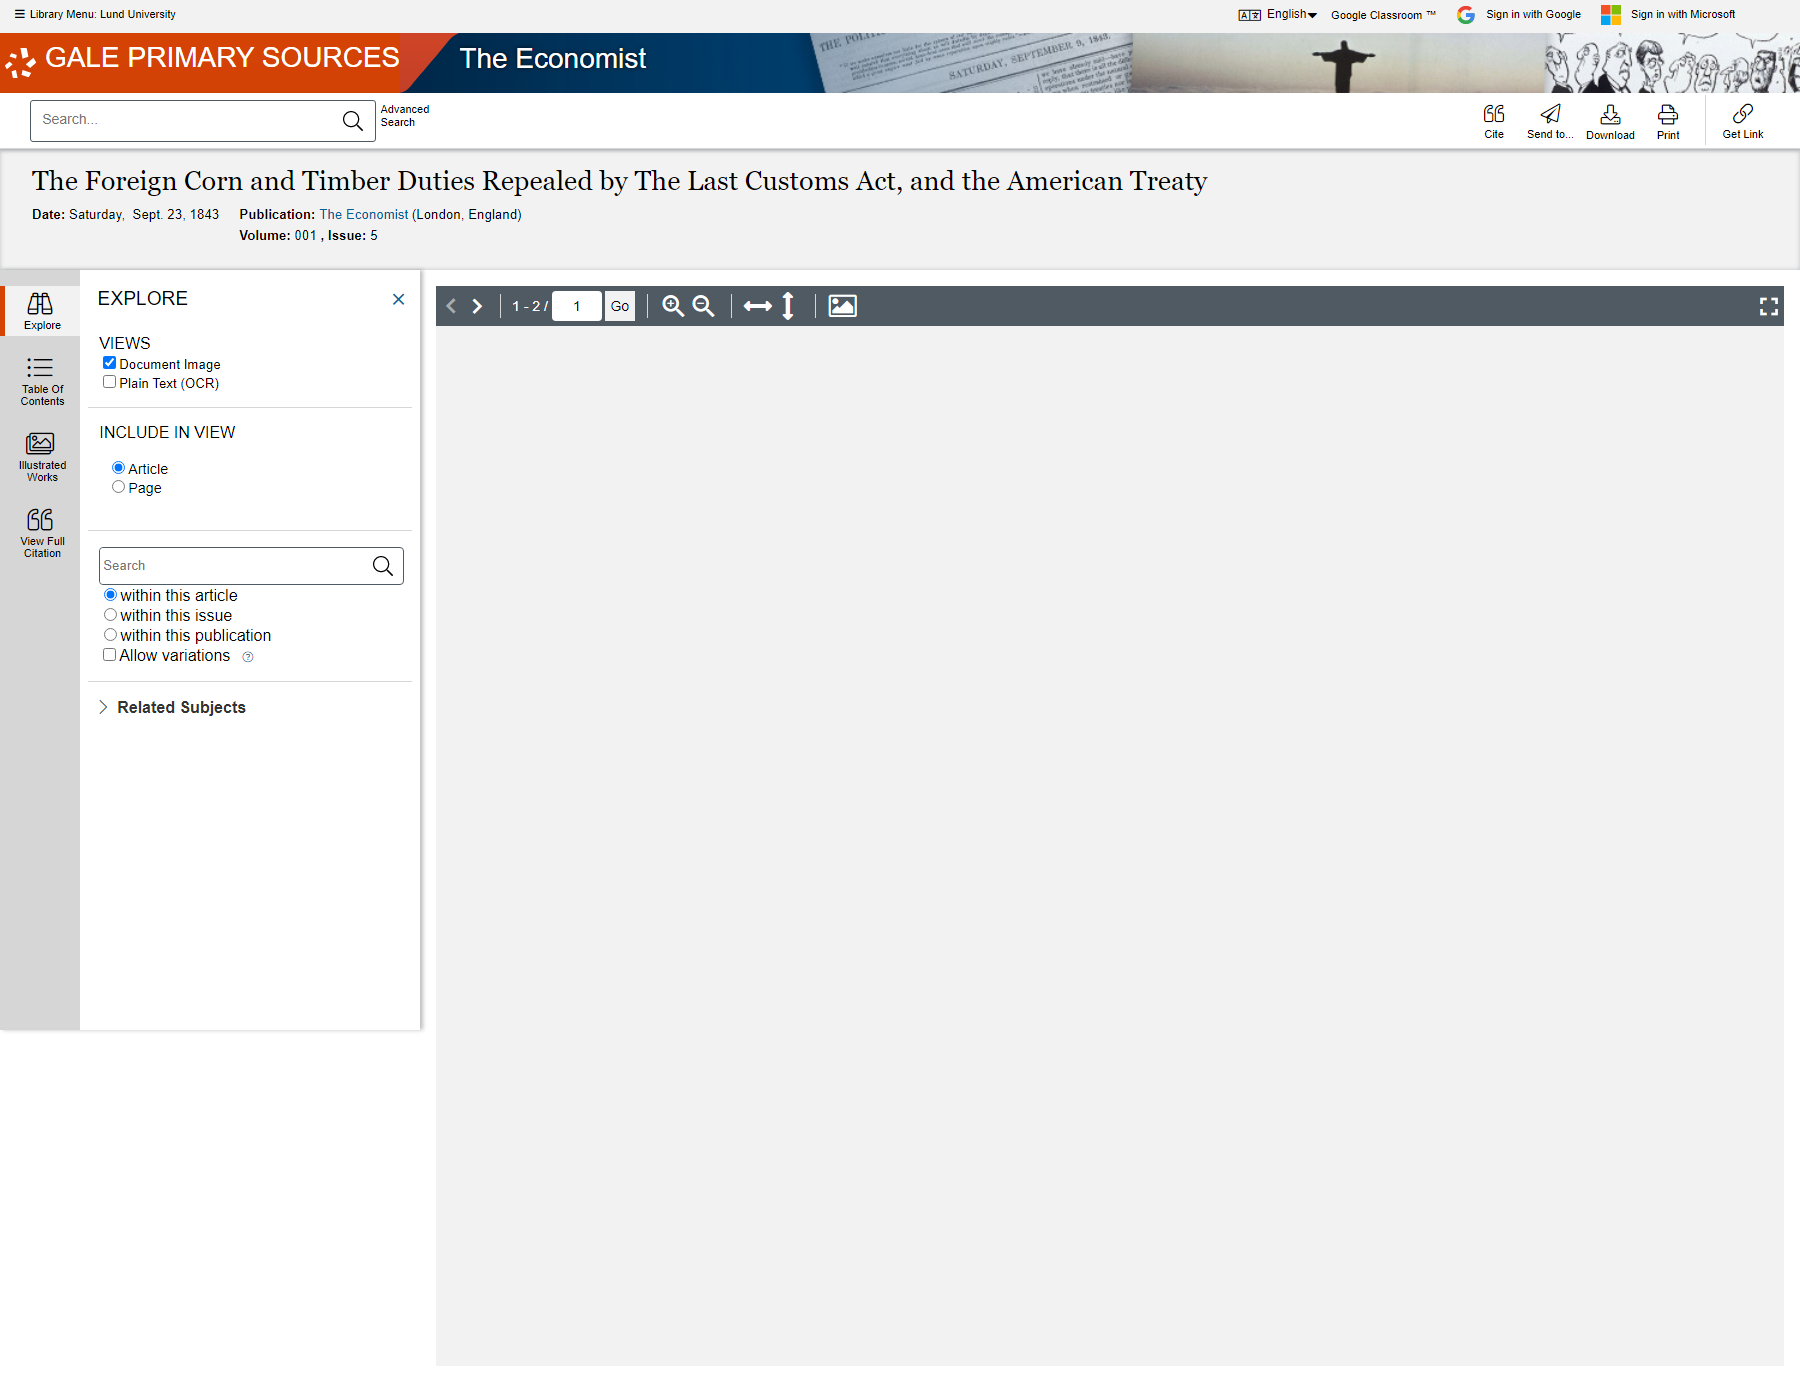 Library Menu: Lund University
English
Google Classroom ™
Sign in with Google
Sign in with Microsoft
GALE PRIMARY SOURCES
The Economist
SATURDAY, SEPTEMBER 9, 1843.
Search...
Advanced
Search
Cite
Send to...
Download
Print
Get Link
The Foreign Corn and Timber Duties Repealed by The Last Customs Act, and the American Treaty
Date: Saturday, Sept. 23, 1843 Publication: The Economist (London, England)
Volume: 001 , Issue: 5
Explore
Table Of
Contents
Illustrated
Works
View Full
Citation
EXPLORE
VIEWS
Document Image
Plain Text (OCR)
INCLUDE IN VIEW
Article
Page
Search
within this article
within this issue
within this publication
Allow variations
Related Subjects
1 - 2 / 1 Go